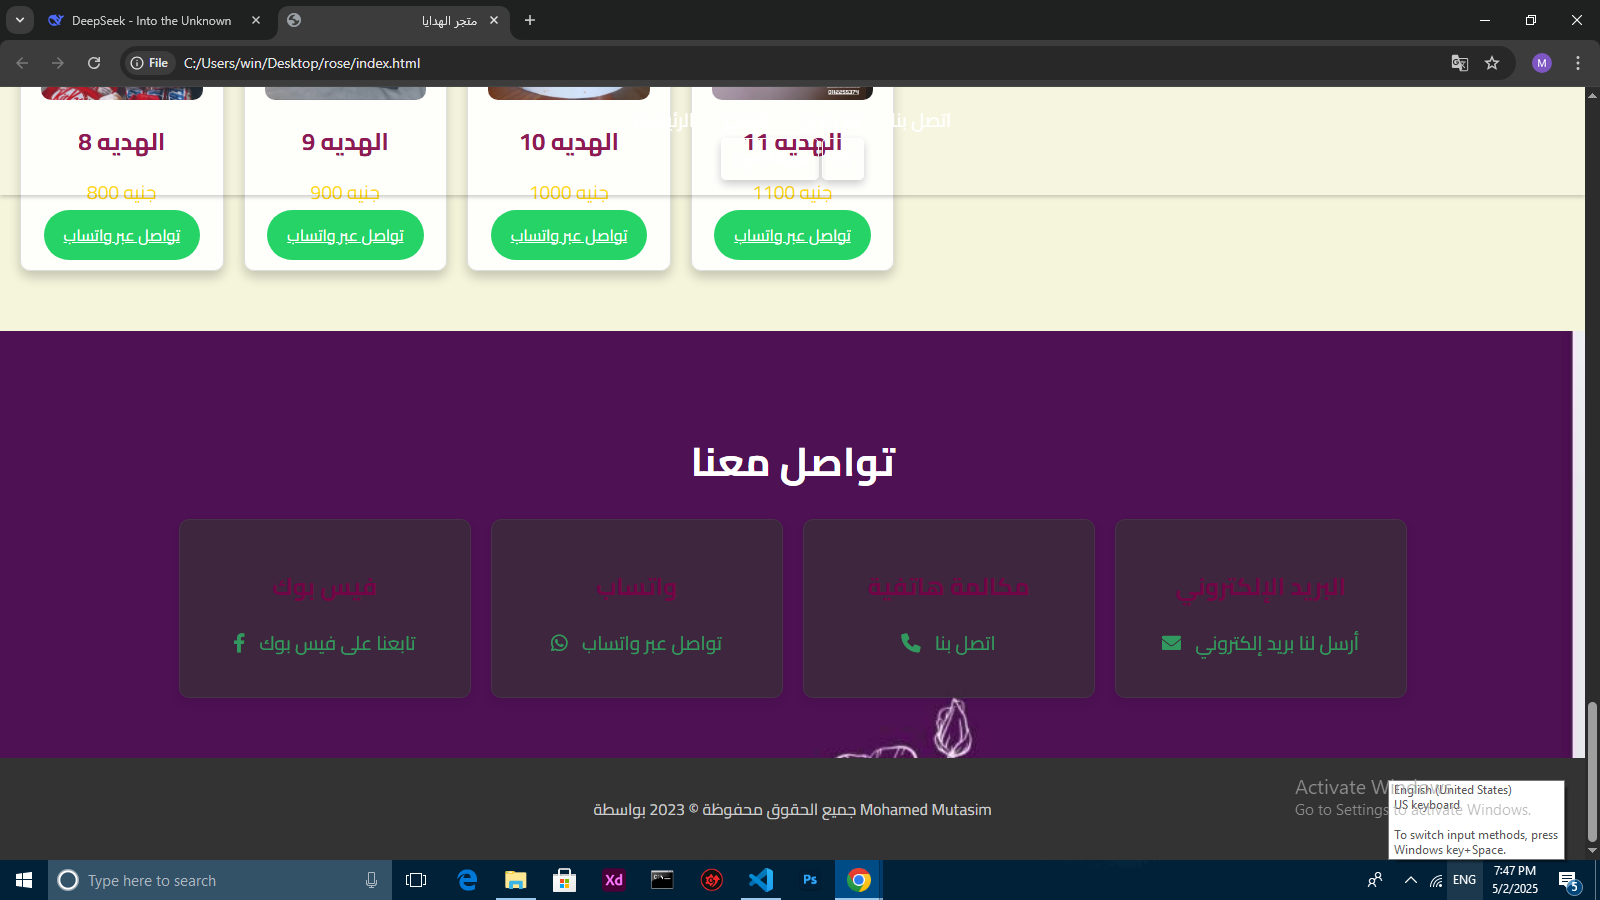 DeepSeek - Into the Unknown
متجر الهدايا
File
C:/Users/win/Desktop/rose/index.html
M
0112255374
اتصل بنا
الهديه 8
الهديه 9
الهديه 10
الهديه 11
800 جنيه
900 جنيه
1000 جنيه
1100 جنيه
تواصل عبر واتساب
تواصل عبر واتساب
تواصل عبر واتساب
تواصل عبر واتساب
تواصل معنا
البريد الإلكتروني
مكالمة هاتفية
واتساب
فيس بوك
أرسل لنا بريد إلكتروني
اتصل بنا
تواصل عبر واتساب
تابعنا على فيس بوك
جميع الحقوق محفوظة © 2023 بواسطة Mohamed Mutasim
Activate Windows
Go to Settings to activate Windows.
English (United States)
US keyboard
To switch input methods, press
Windows key+Space.
Type here to search
Xd
Ps
ENG
7:47 PM
5/2/2025
5